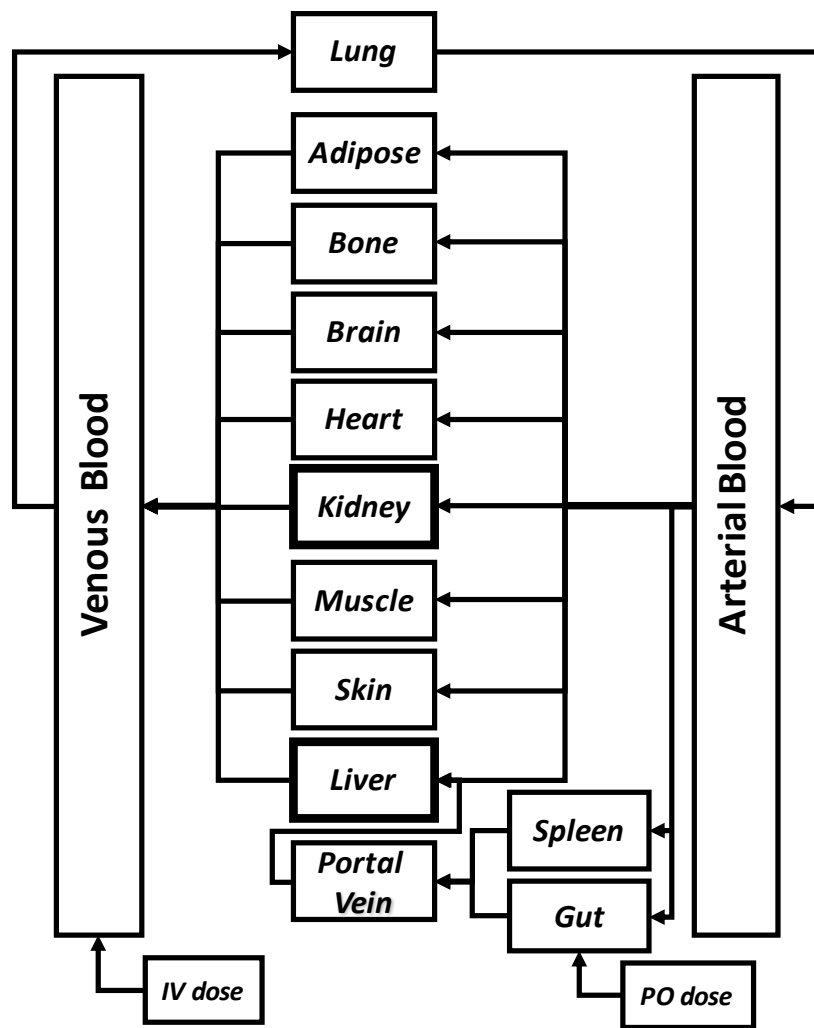 Lung
Adipose
Bone
Brain
Heart
Kidney
Muscle
Skin
Liver
Portal
Vein
Spleen
Gut
Venous Blood
Arterial Blood
IV dose
PO dose